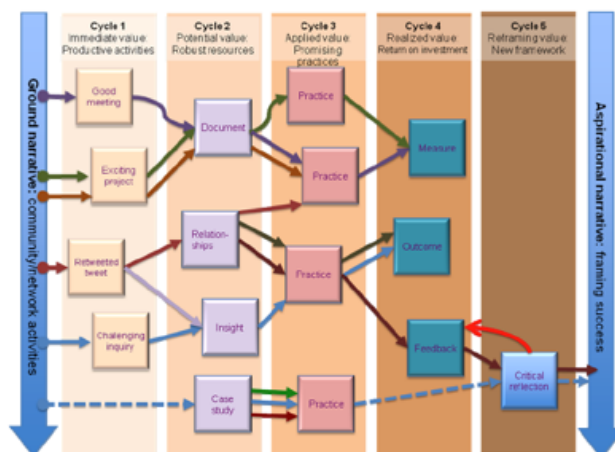 Cycle 1
Immediate value:
Productive activities
Cycle 2
Potential value:
Robust resources
Cycle 3
Applied value:
Promising
practices
Cycle 4
Realized value:
Return on investment
Cycle 5
Reframing value:
New framework
Ground narrative: community/network
activities
Good
meeting
Exciting
project
Retweeted
tweet
Challenging
inquiry
Document
Relation-
ships
Insight
Case
study
Practice
Practice
Practice
Practice
Measure
Outcome
Feedback
Critical
reflection
Aspirational narrative: framing success